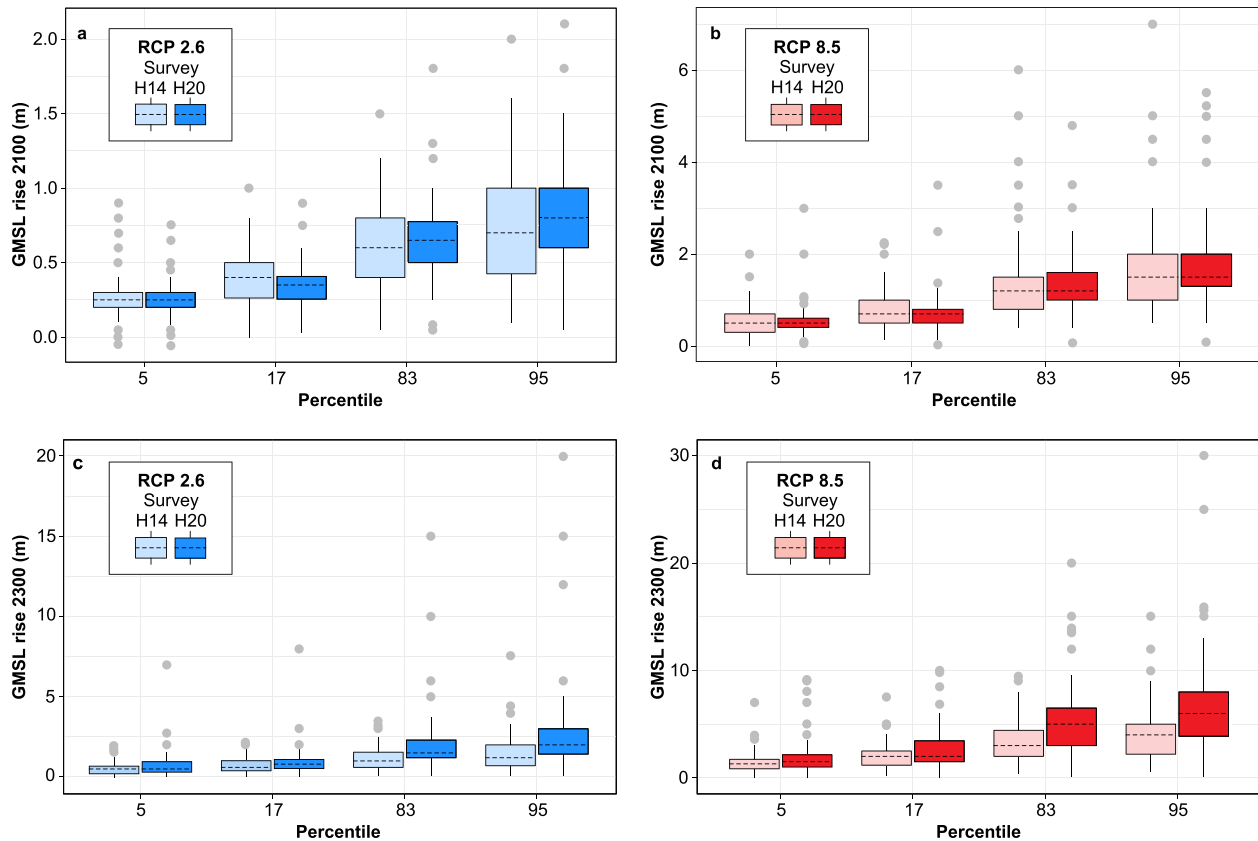 a
RCP 2.6
Survey
H14 H20
GMSL rise 2100 (m)
2.0
1.5
1.0
0.5
0.0
5 17 83 95
Percentile
b
RCP 8.5
Survey
H14 H20
GMSL rise 2100 (m)
6
4
2
0
5 17 83 95
Percentile
c
RCP 2.6
Survey
H14 H20
GMSL rise 2300 (m)
20
15
10
5
0
5 17 83 95
Percentile
d
RCP 8.5
Survey
H14 H20
GMSL rise 2300 (m)
30
20
10
0
5 17 83 95
Percentile